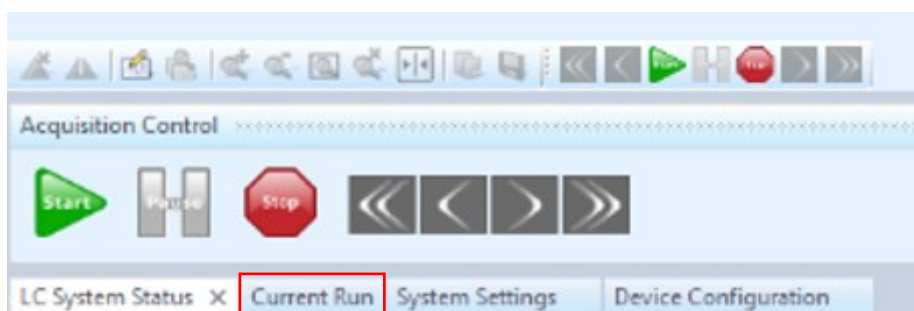 Acquisition Control
Start Pause Stop
LC System Status Current Run System Settings Device Configuration